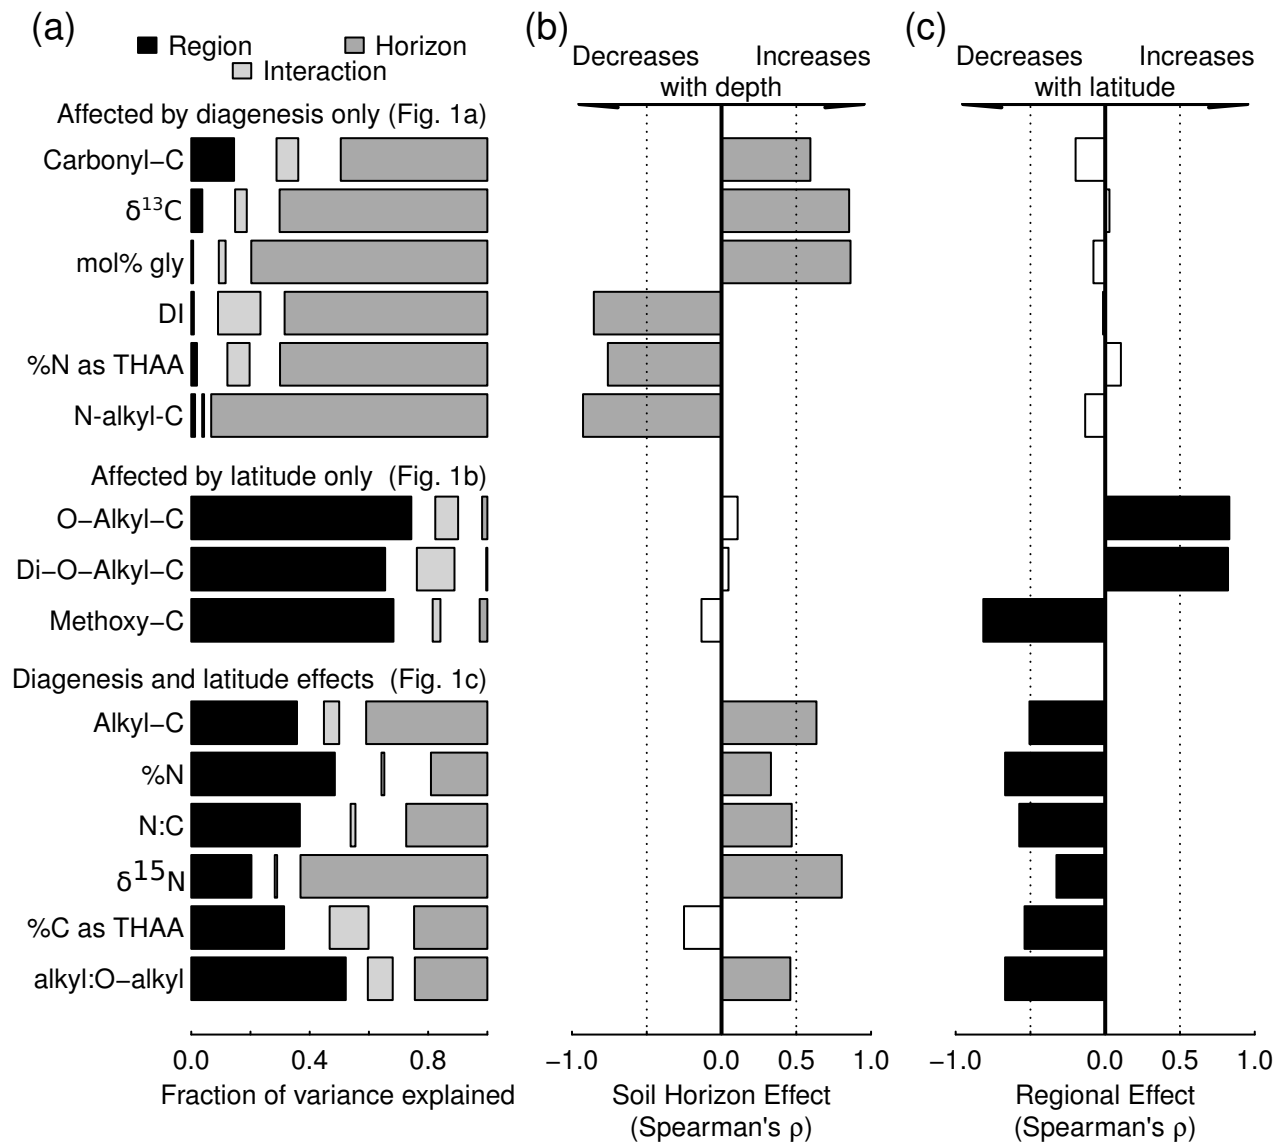 (a)
Region
Horizon
Interaction
Affected by diagenesis only (Fig. 1a)
Carbonyl−C
δ¹³C
mol% gly
DI
%N as THAA
N-alkyl-C
Affected by latitude only (Fig. 1b)
O−Alkyl−C
Di−O−Alkyl−C
Methoxy−C
Diagenesis and latitude effects (Fig. 1c)
Alkyl−C
%N
N:C
δ¹⁵N
%C as THAA
alkyl:O−alkyl
0.0 0.4 0.8
Fraction of variance explained
(b)
Decreases Increases
with depth
−1.0 0.0 0.5 1.0
Soil Horizon Effect
(Spearman's ρ)
(c)
Decreases Increases
with latitude
−1.0 0.0 0.5 1.0
Regional Effect
(Spearman's ρ)